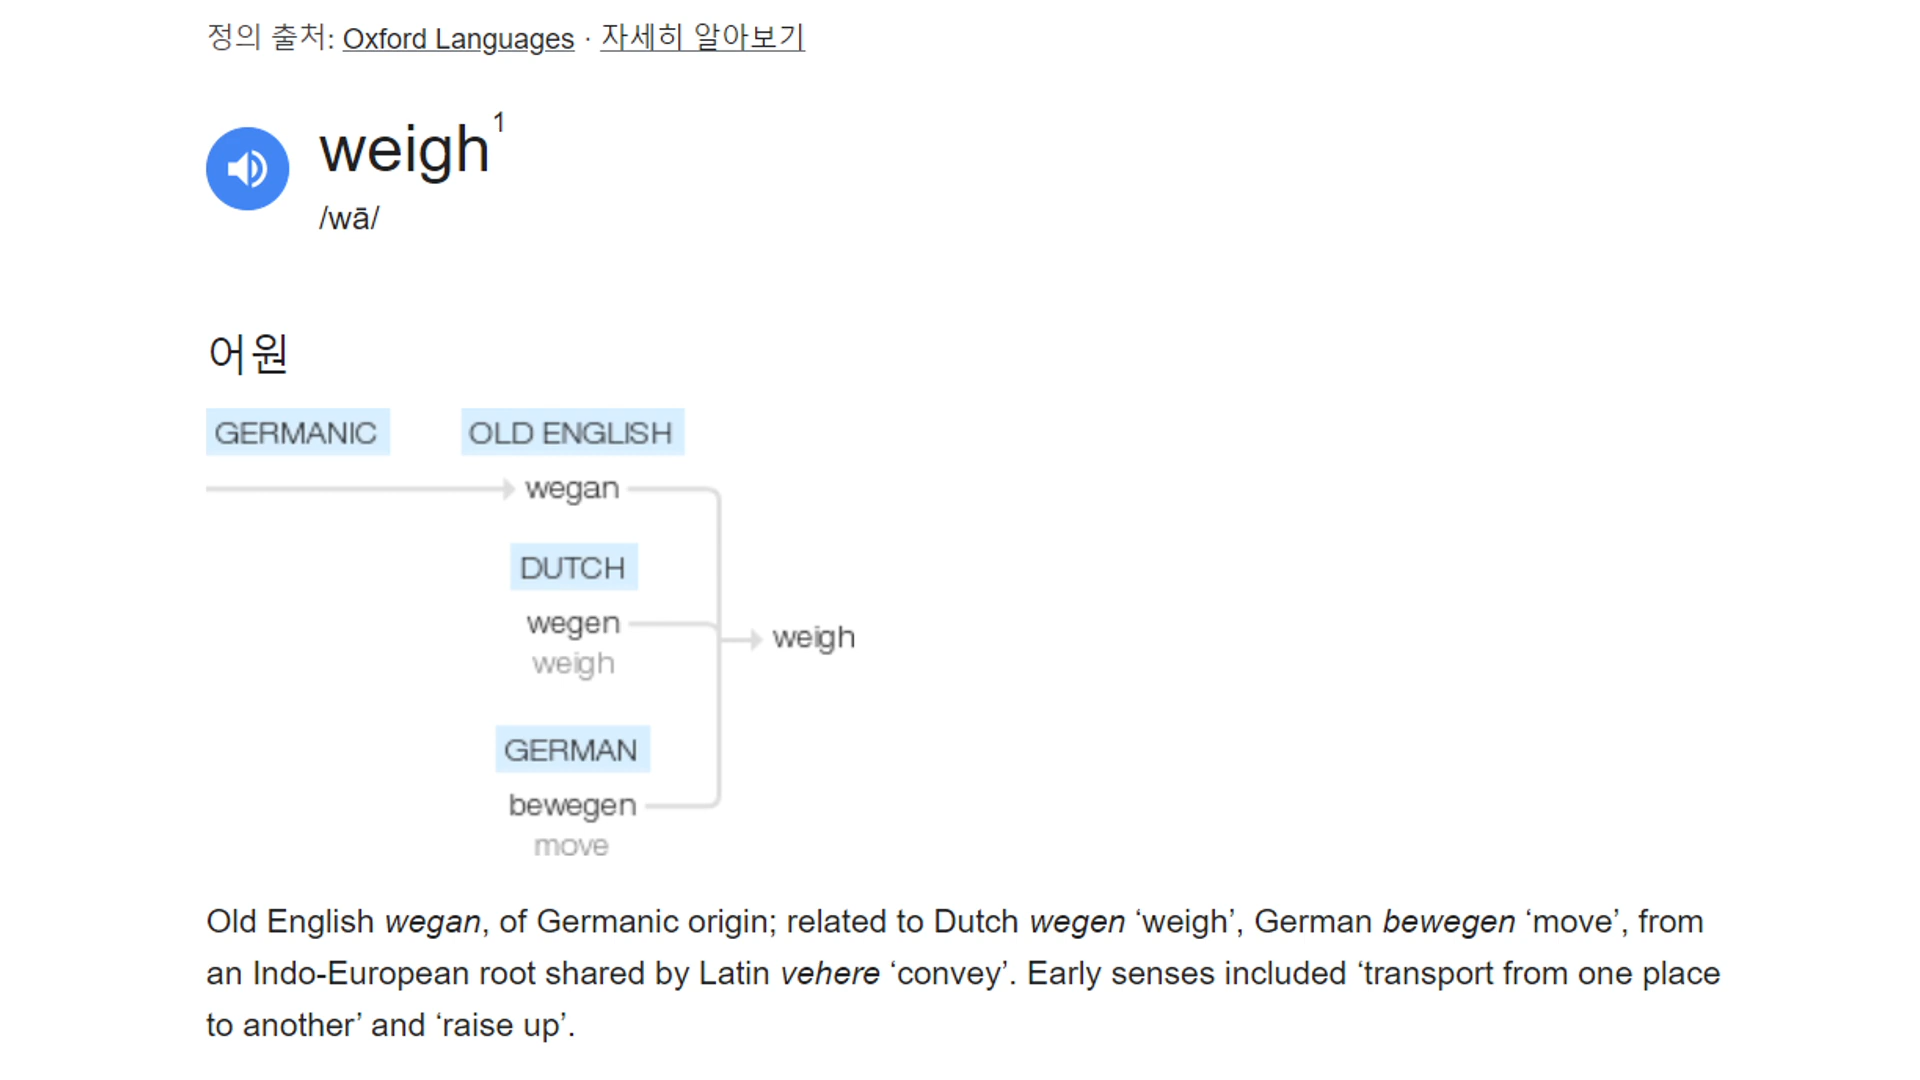 정의 출처: Oxford Languages · 자세히 알아보기
weigh¹
/wā/
어원
GERMANIC OLD ENGLISH
wegan
DUTCH
wegen
weigh
weigh
GERMAN
bewegen
move
Old English wegan, of Germanic origin; related to Dutch wegen ‘weigh’, German bewegen ‘move’, from
an Indo-European root shared by Latin vehere ‘convey’. Early senses included ‘transport from one place
to another’ and ‘raise up’.